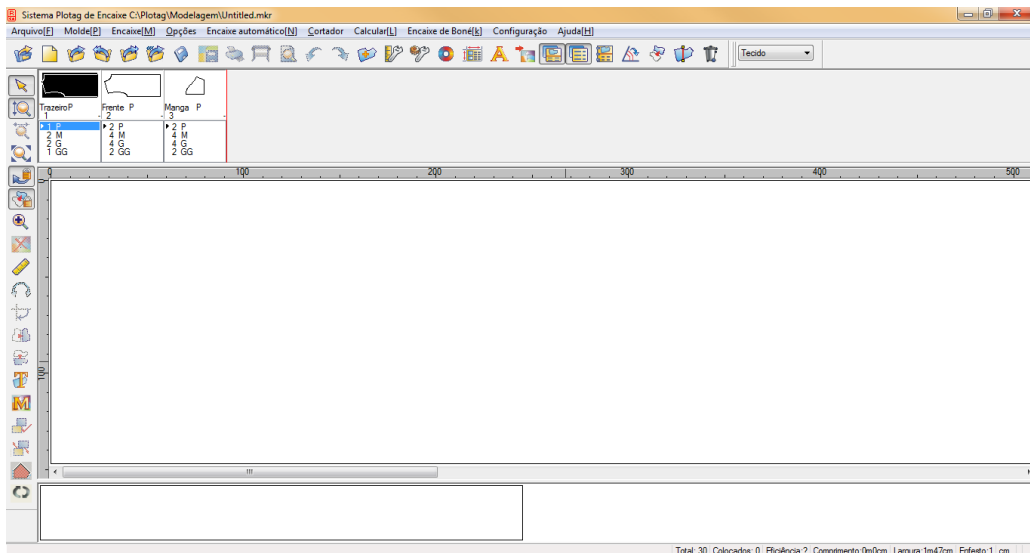 Sistema Plotag de Encaixe C:\Plotag\Modelagem\Untitled.mkr
Arquivo[F] Molde[P] Encaixe[M] Opções Encaixe automático[N] Cortador Calcular[L] Encaixe de Boné[k] Configuração Ajuda[H]
Tecido
TrazeiroP Frente P Manga P
1 - 2 - 3 -
1 P 2 P 2 P
2 M 4 M 4 M
2 G 4 G 4 G
1 GG 2 GG 2 GG
0 100 200 300 400 500
0
100
Total: 30 Colocados: 0 Eficiência:? Comprimento:0m0cm Largura:1m47cm Enfesto:1 cm